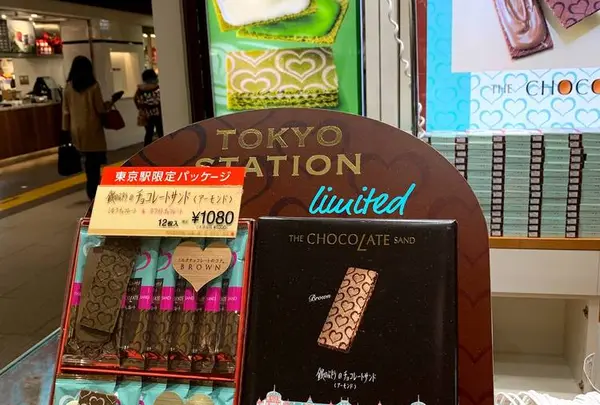 THE CHOCO
TOKYO
STATION
limited
東京駅限定パッケージ
銀のぶどうのチョコレートサンド〈アーモンド〉
12枚入
¥1080
THE CHOCOLATE SAND
BROWN
Brown
銀のぶどうのチョコレートサンド
〈アーモンド〉